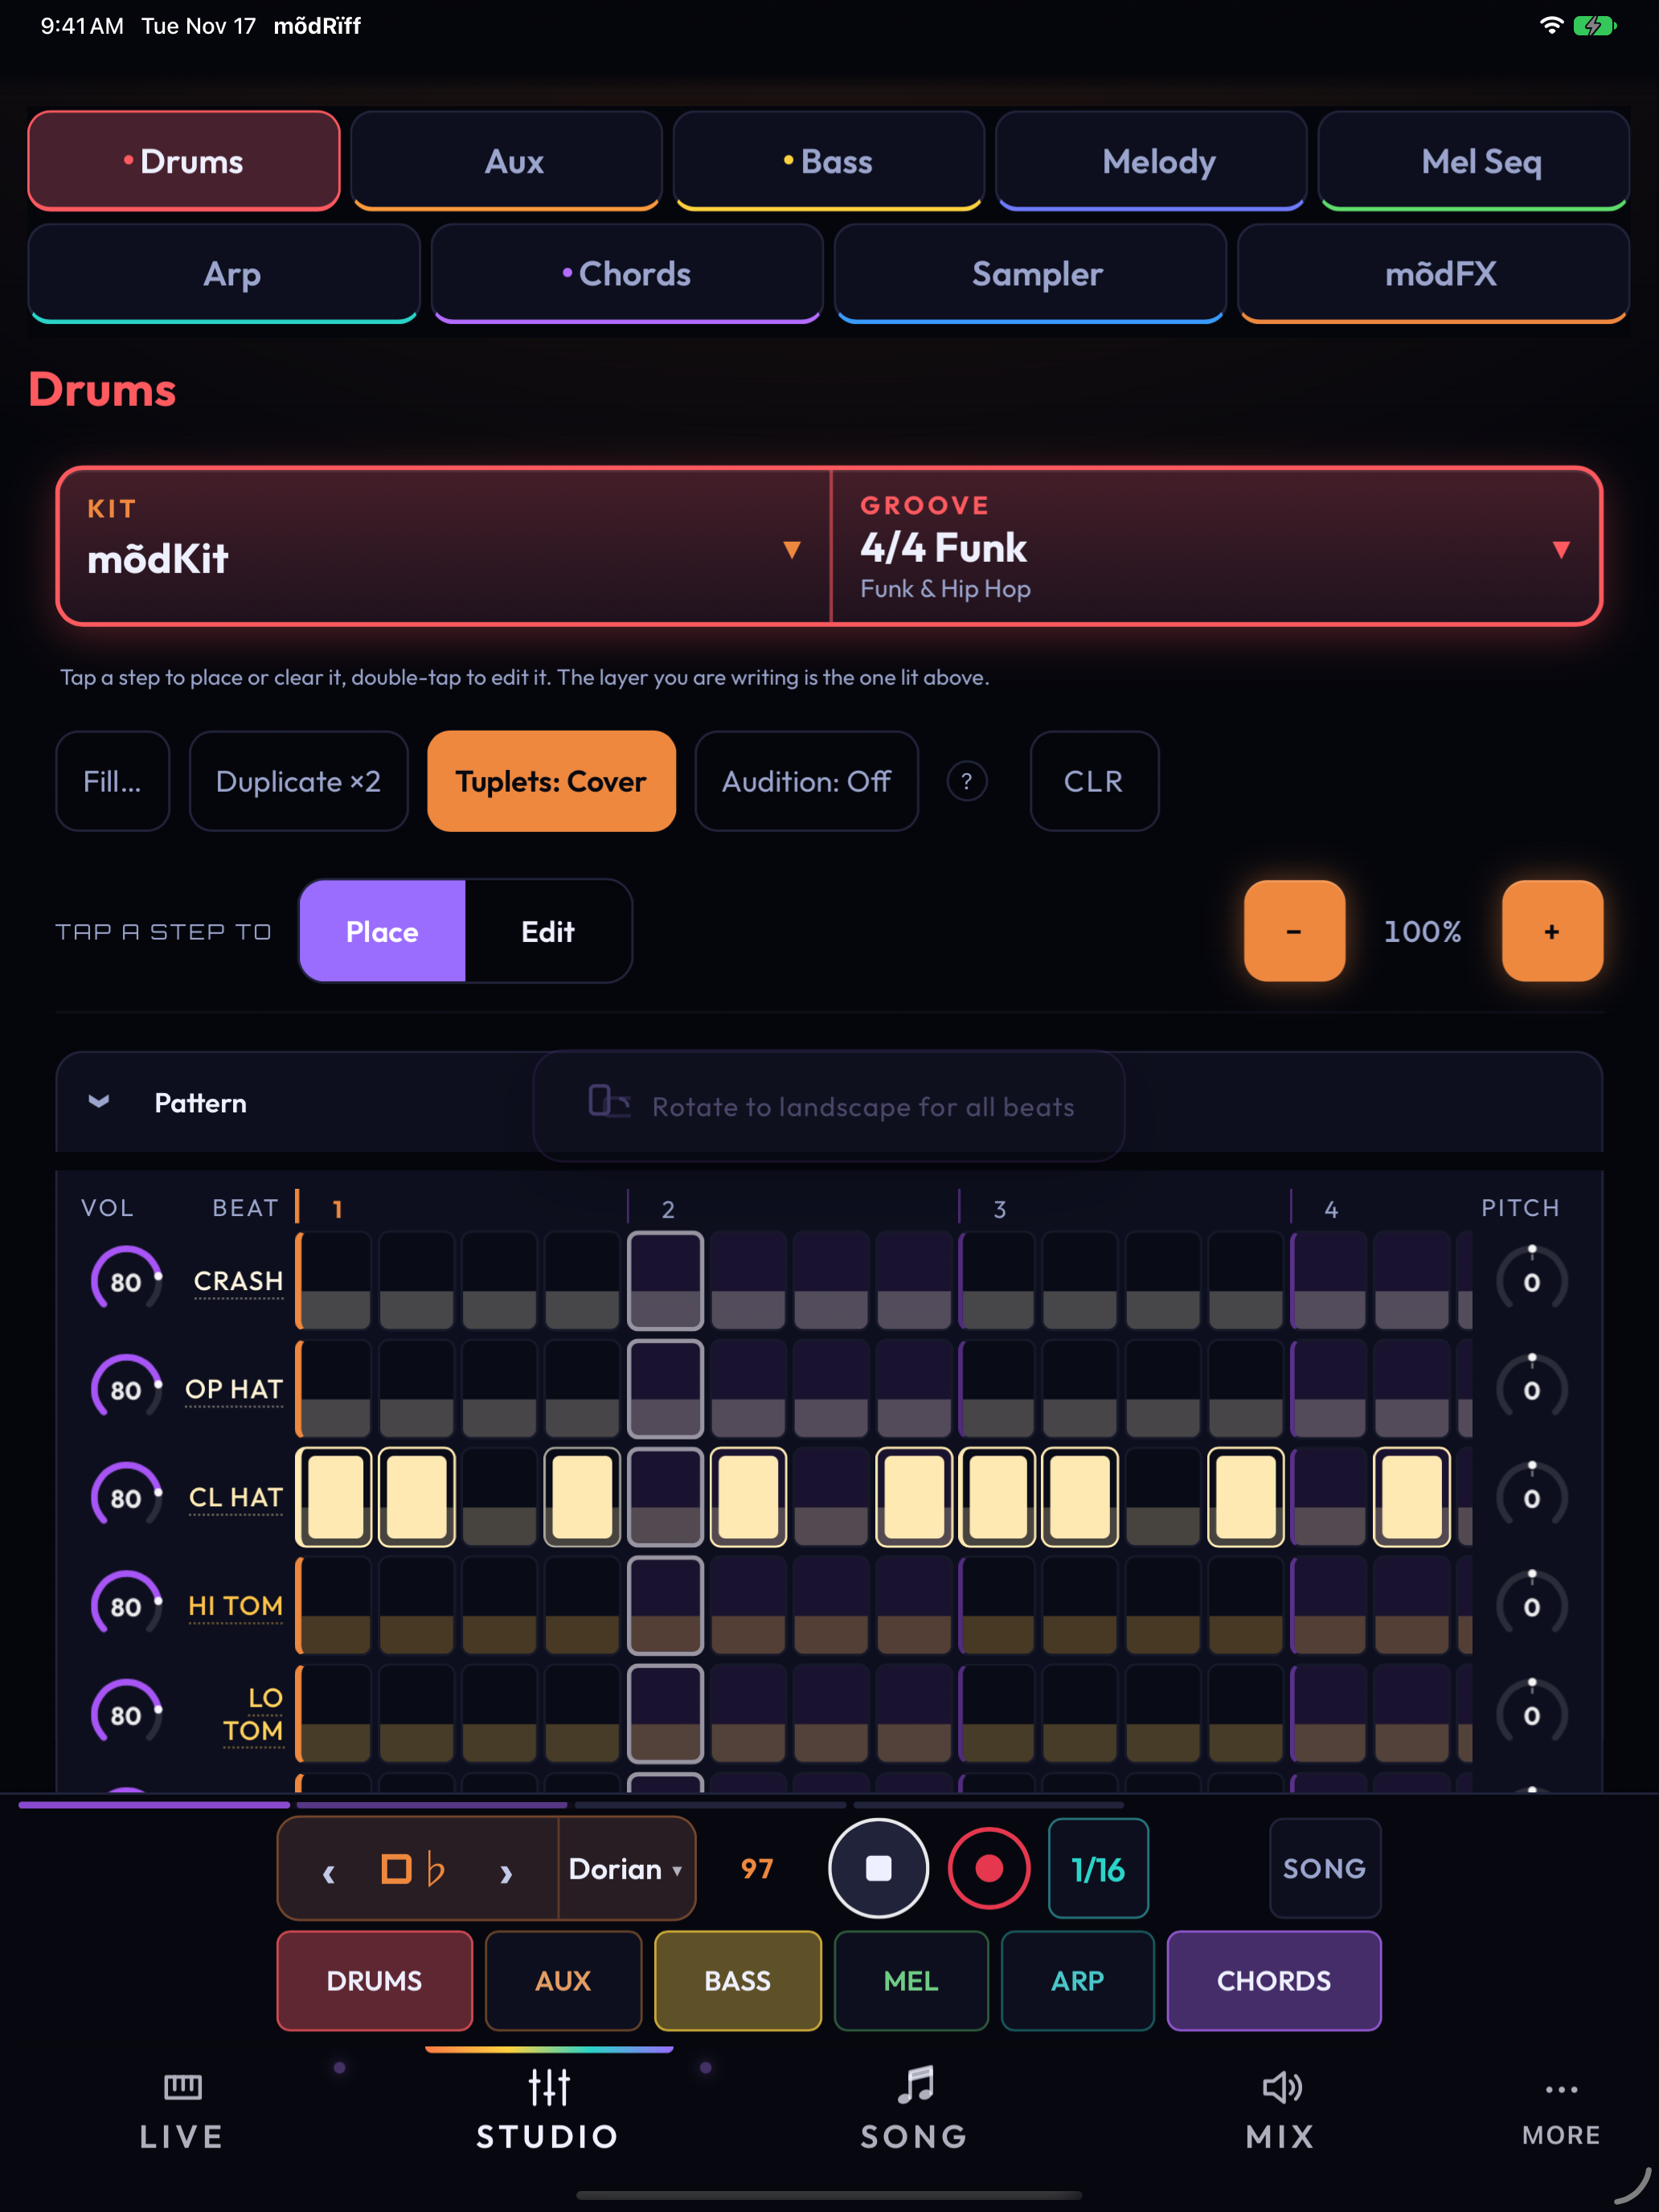 9:41 AM Tue Nov 17 mõdRïff
Drums Aux Bass Melody Mel Seq
Arp Chords Sampler mõdFX
Drums
KIT
mõdKit
GROOVE
4/4 Funk
Funk & Hip Hop
Tap a step to place or clear it, double-tap to edit it. The layer you are writing is the one lit above.
Fill... Duplicate ×2 Tuplets: Cover Audition: Off ? CLR
TAP A STEP TO Place Edit − 100% +
Pattern
Rotate to landscape for all beats
VOL BEAT 1 2 3 4 PITCH
80 CRASH 0
80 OP HAT 0
80 CL HAT 0
80 HI TOM 0
80 LO TOM 0
‹ ♭ › Dorian ▾ 97 1/16 SONG
DRUMS AUX BASS MEL ARP CHORDS
LIVE STUDIO SONG MIX MORE